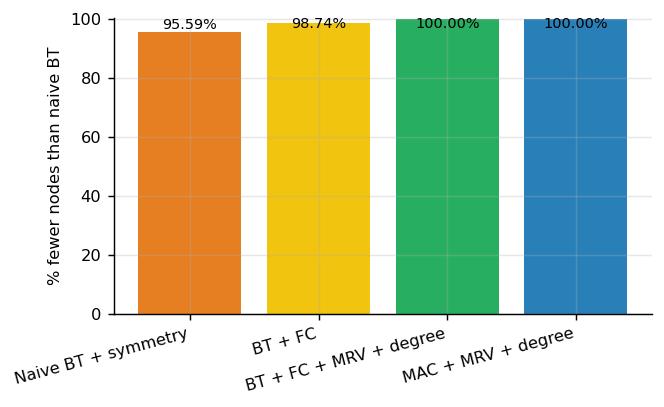 % fewer nodes than naive BT
100
80
60
40
20
0
95.59%
98.74%
100.00%
100.00%
Naive BT + symmetry
BT + FC
BT + FC + MRV + degree
MAC + MRV + degree